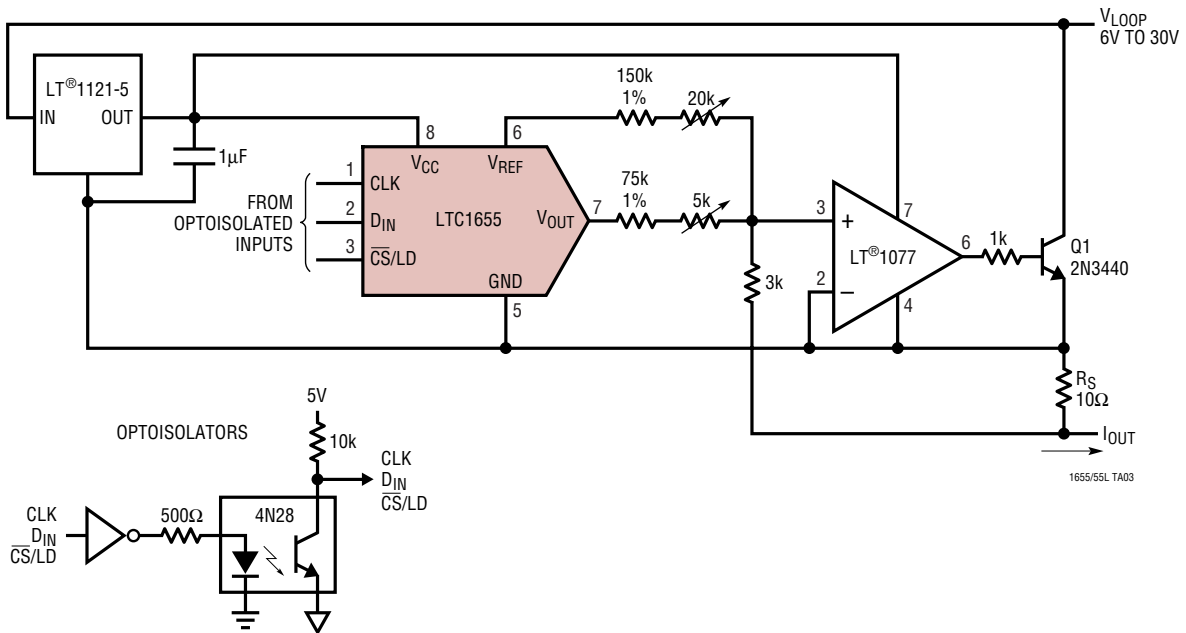 V_LOOP
6V TO 30V
LT®1121-5
IN
OUT
1µF
150k
1%
20k
8
6
V_CC
V_REF
1
CLK
FROM
OPTOISOLATED
INPUTS
2
D_IN
LTC1655
V_OUT
7
75k
1%
5k
3
C̅S̅/LD
GND
5
3
+
7
LT®1077
6
1k
Q1
2N3440
2
–
4
3k
R_S
10Ω
I_OUT
1655/55L TA03
OPTOISOLATORS
5V
10k
CLK
D_IN
C̅S̅/LD
CLK
D_IN
C̅S̅/LD
500Ω
4N28